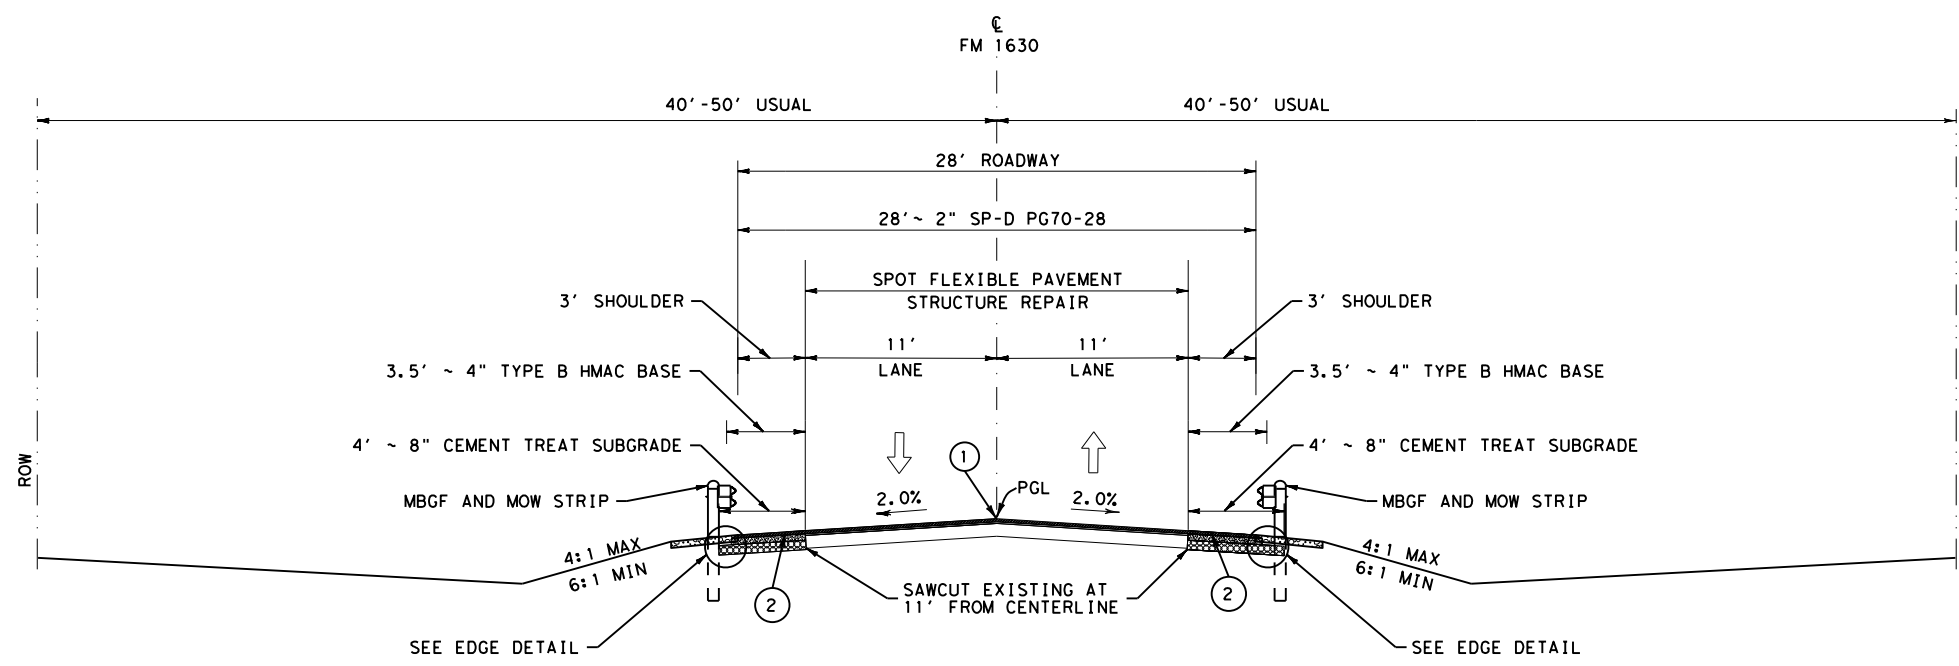 ℄
FM 1630
40'-50' USUAL
40'-50' USUAL
28' ROADWAY
28'~ 2" SP-D PG70-28
SPOT FLEXIBLE PAVEMENT
STRUCTURE REPAIR
3' SHOULDER
3' SHOULDER
11'
LANE
11'
LANE
3.5' ~ 4" TYPE B HMAC BASE
3.5' ~ 4" TYPE B HMAC BASE
4' ~ 8" CEMENT TREAT SUBGRADE
4' ~ 8" CEMENT TREAT SUBGRADE
1
ROW
MBGF AND MOW STRIP
2.0%
PGL
2.0%
MBGF AND MOW STRIP
4:1 MAX
6:1 MIN
4:1 MAX
6:1 MIN
2
SAWCUT EXISTING AT
11' FROM CENTERLINE
2
SEE EDGE DETAIL
SEE EDGE DETAIL